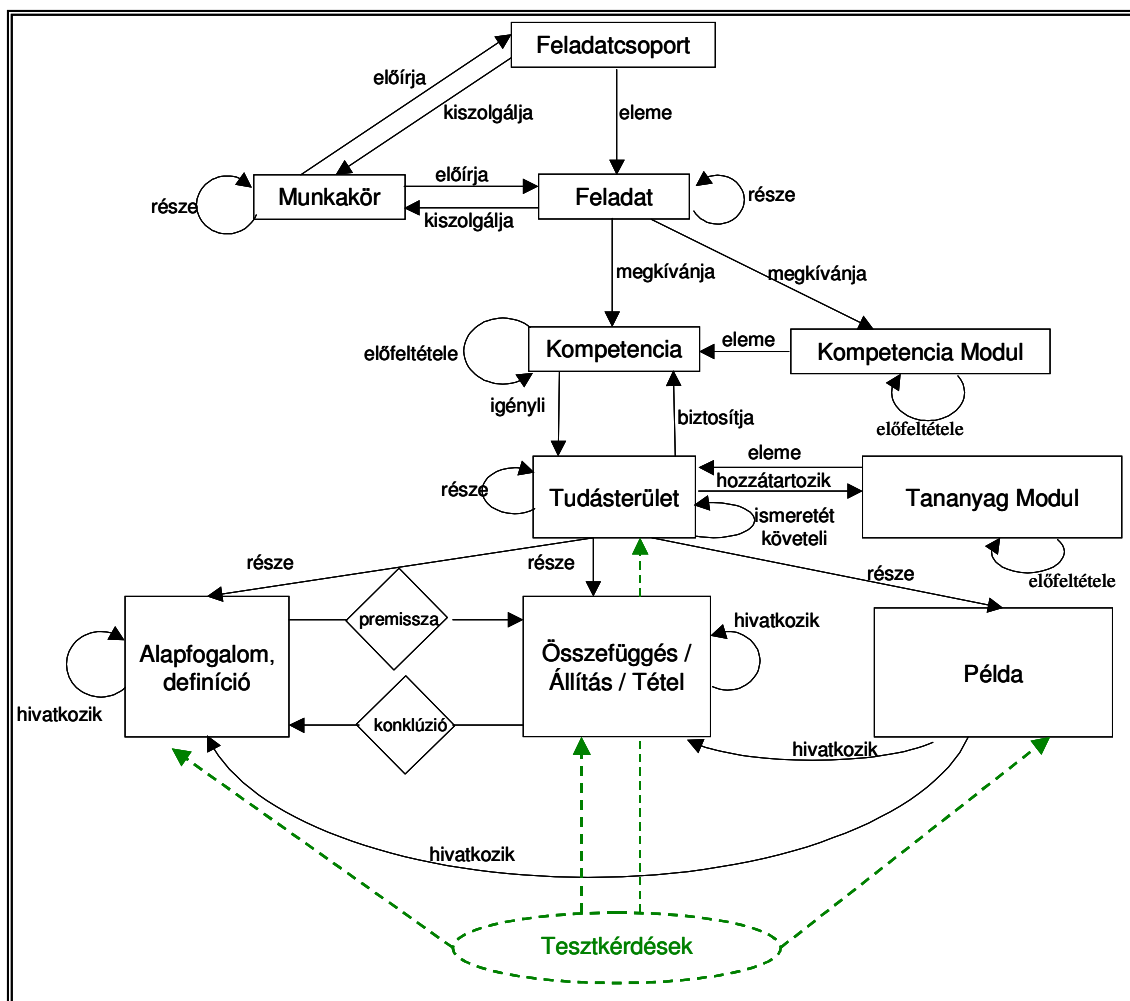 Feladatcsoport
előírja
kiszolgálja
eleme
Munkakör
része
előírja
kiszolgálja
Feladat
része
megkívánja
megkívánja
Kompetencia
előfeltétele
eleme
Kompetencia Modul
előfeltétele
igényli
biztosítja
Tudásterület
része
eleme
hozzátartozik
ismeretét
követeli
Tananyag Modul
előfeltétele
része
része
része
Alapfogalom,
definíció
hivatkozik
premissza
konklúzió
Összefüggés /
Állítás / Tétel
hivatkozik
Példa
hivatkozik
hivatkozik
Tesztkérdések